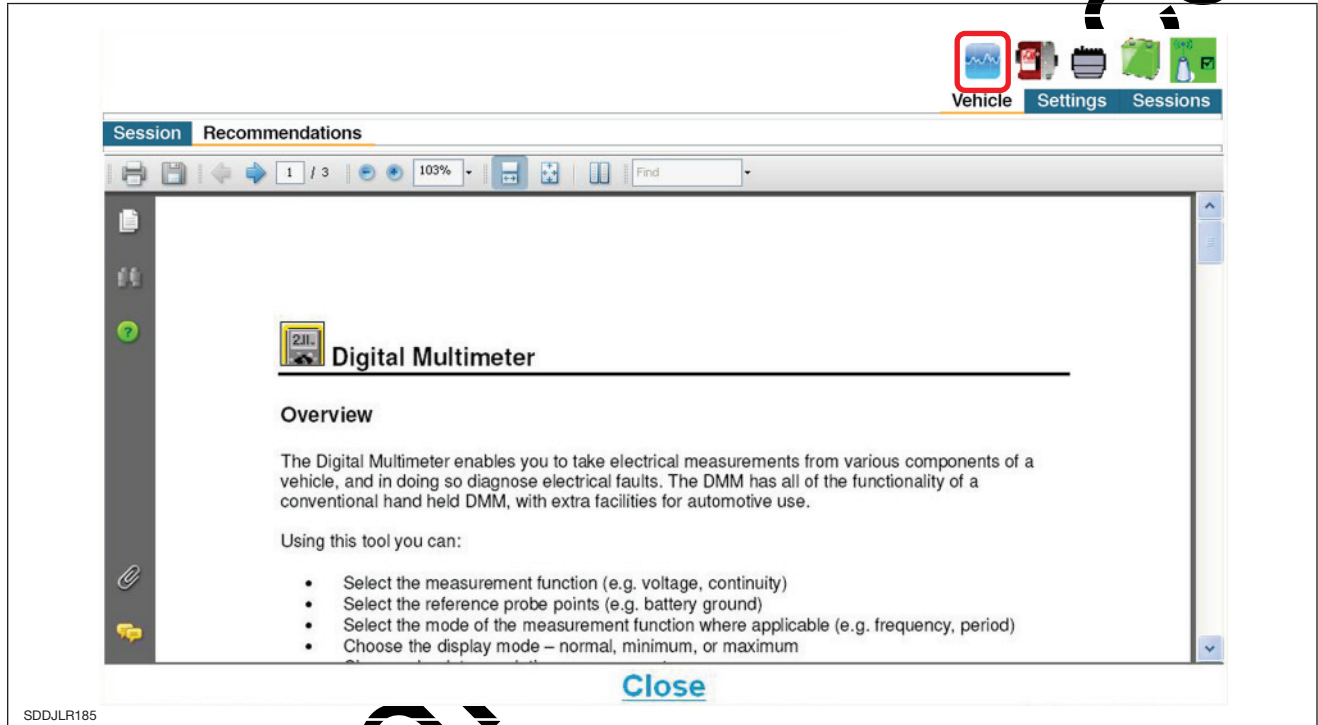 Vehicle Settings Sessions
Session Recommendations
1 / 3 103% Find
2.11.
Digital Multimeter
Overview
The Digital Multimeter enables you to take electrical measurements from various components of a
vehicle, and in doing so diagnose electrical faults. The DMM has all of the functionality of a
conventional hand held DMM, with extra facilities for automotive use.
Using this tool you can:
• Select the measurement function (e.g. voltage, continuity)
• Select the reference probe points (e.g. battery ground)
• Select the mode of the measurement function where applicable (e.g. frequency, period)
• Choose the display mode – normal, minimum, or maximum
Close
SDDJLR185